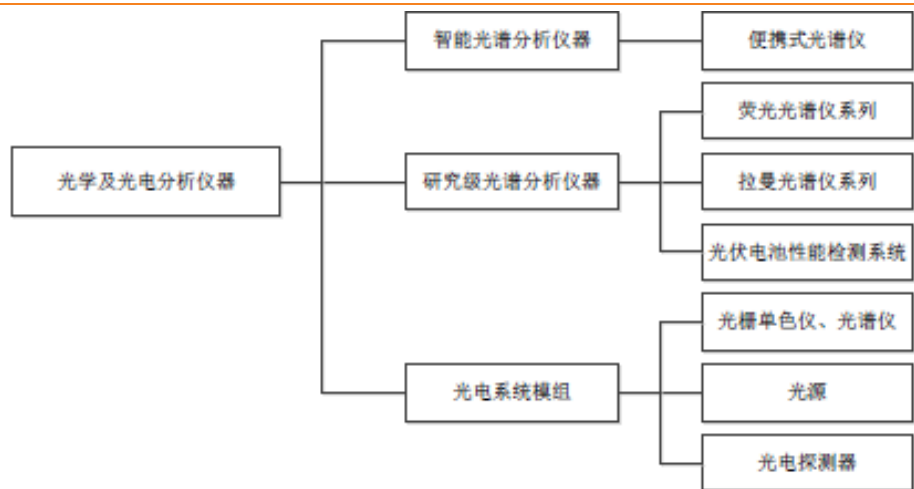 光学及光电分析仪器
智能光谱分析仪器
便携式光谱仪
研究级光谱分析仪器
荧光光谱仪系列
拉曼光谱仪系列
光伏电池性能检测系统
光电系统模组
光栅单色仪、光谱仪
光源
光电探测器